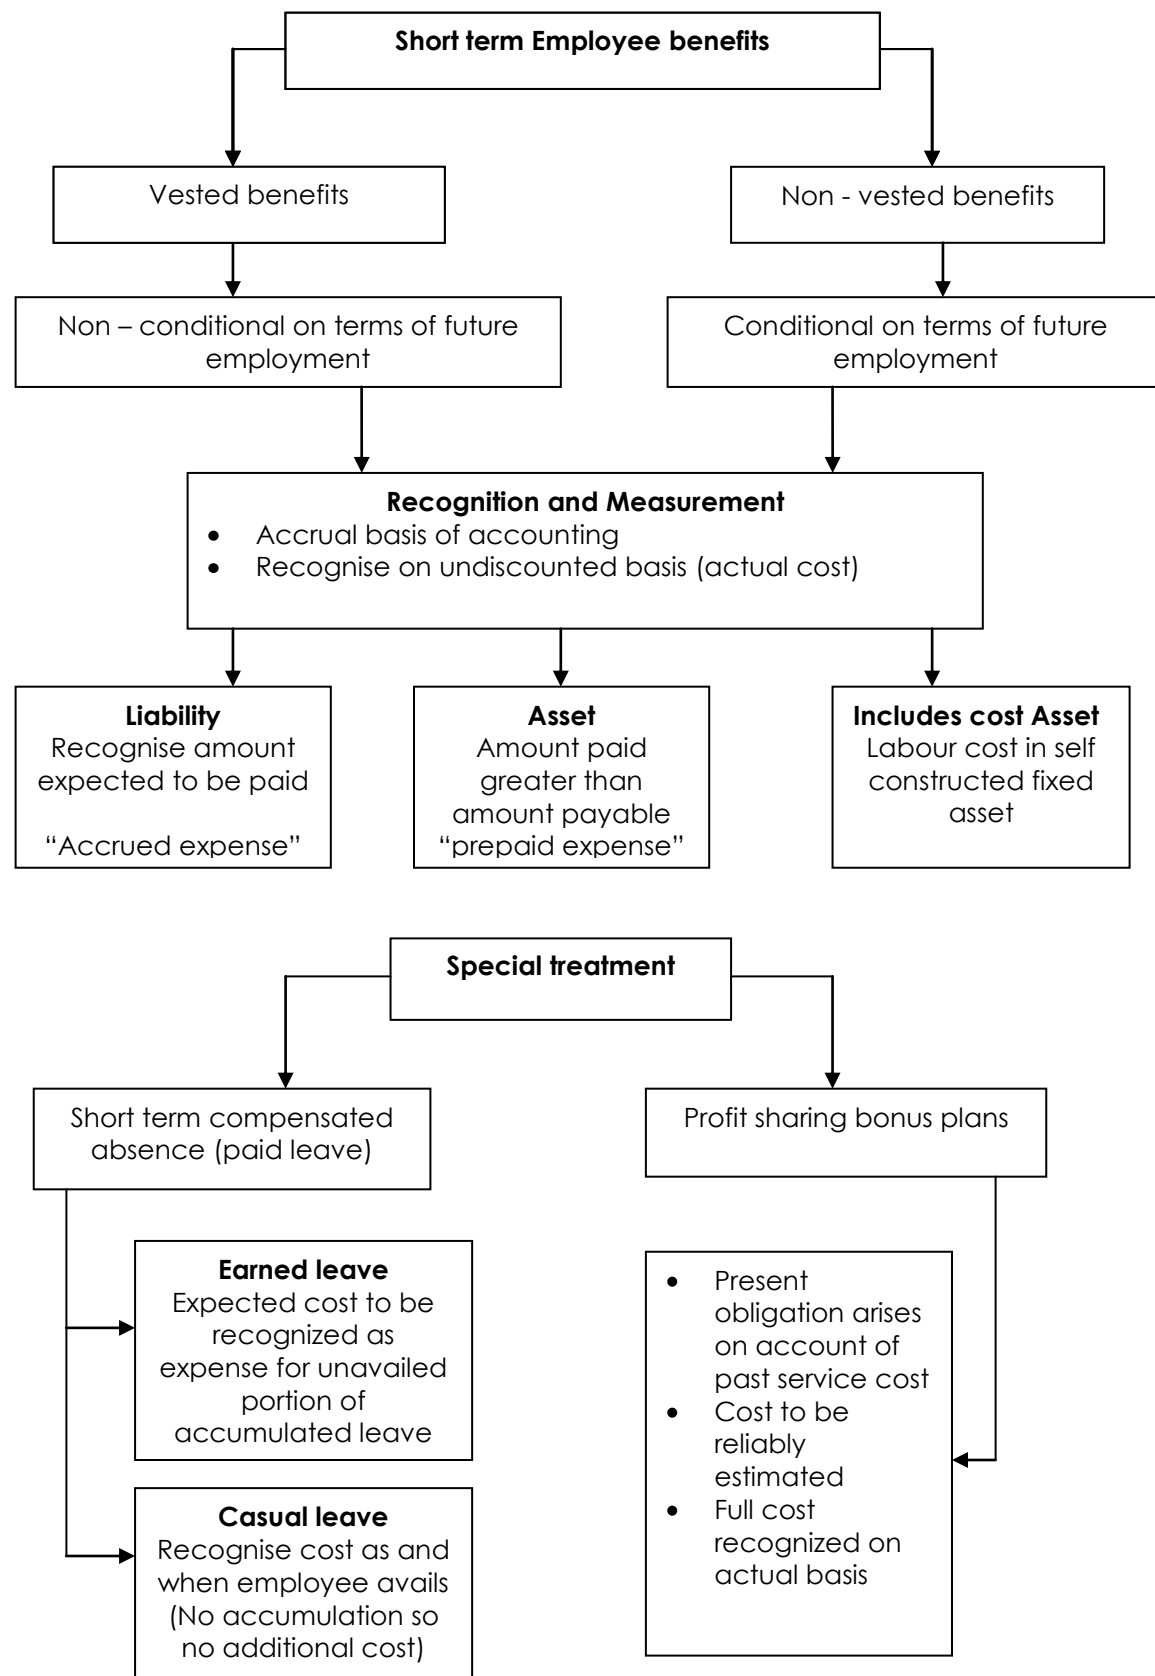 Short term Employee benefits
Vested benefits
Non - vested benefits
Non – conditional on terms of future
employment
Conditional on terms of future
employment
Recognition and Measurement
• Accrual basis of accounting
• Recognise on undiscounted basis (actual cost)
Liability
Recognise amount
expected to be paid
“Accrued expense”
Asset
Amount paid
greater than
amount payable
“prepaid expense”
Includes cost Asset
Labour cost in self
constructed fixed
asset
Special treatment
Short term compensated
absence (paid leave)
Profit sharing bonus plans
Earned leave
Expected cost to be
recognized as
expense for unavailed
portion of
accumulated leave
Casual leave
Recognise cost as and
when employee avails
(No accumulation so
no additional cost)
• Present
obligation arises
on account of
past service cost
• Cost to be
reliably
estimated
• Full cost
recognized on
actual basis